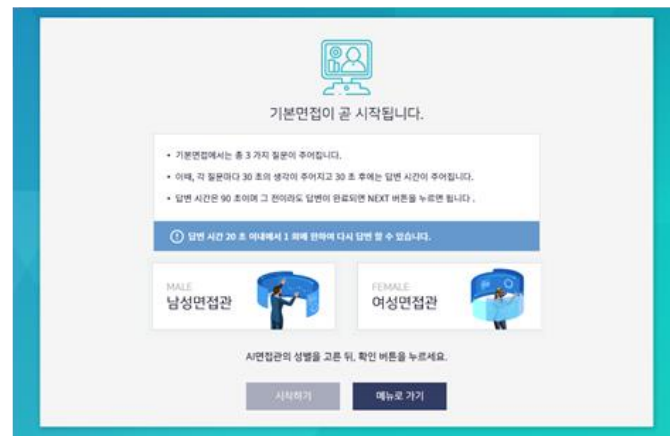 기본면접이 곧 시작됩니다.
• 기본면접에서는 총 3 가지 질문이 주어집니다.
• 이때, 각 질문마다 30 초의 생각이 주어지고 30 초 후에는 답변 시간이 주어집니다.
• 답변 시간은 90 초이며 그 전이라도 답변이 완료되면 NEXT 버튼을 누르면 됩니다 .
답변 시간 20 초 이내에서 1 회에 한하여 다시 답변 할 수 있습니다.
MALE
남성면접관
FEMALE
여성면접관
AI면접관의 성별을 고른 뒤, 확인 버튼을 누르세요.
시작하기
메뉴로 가기